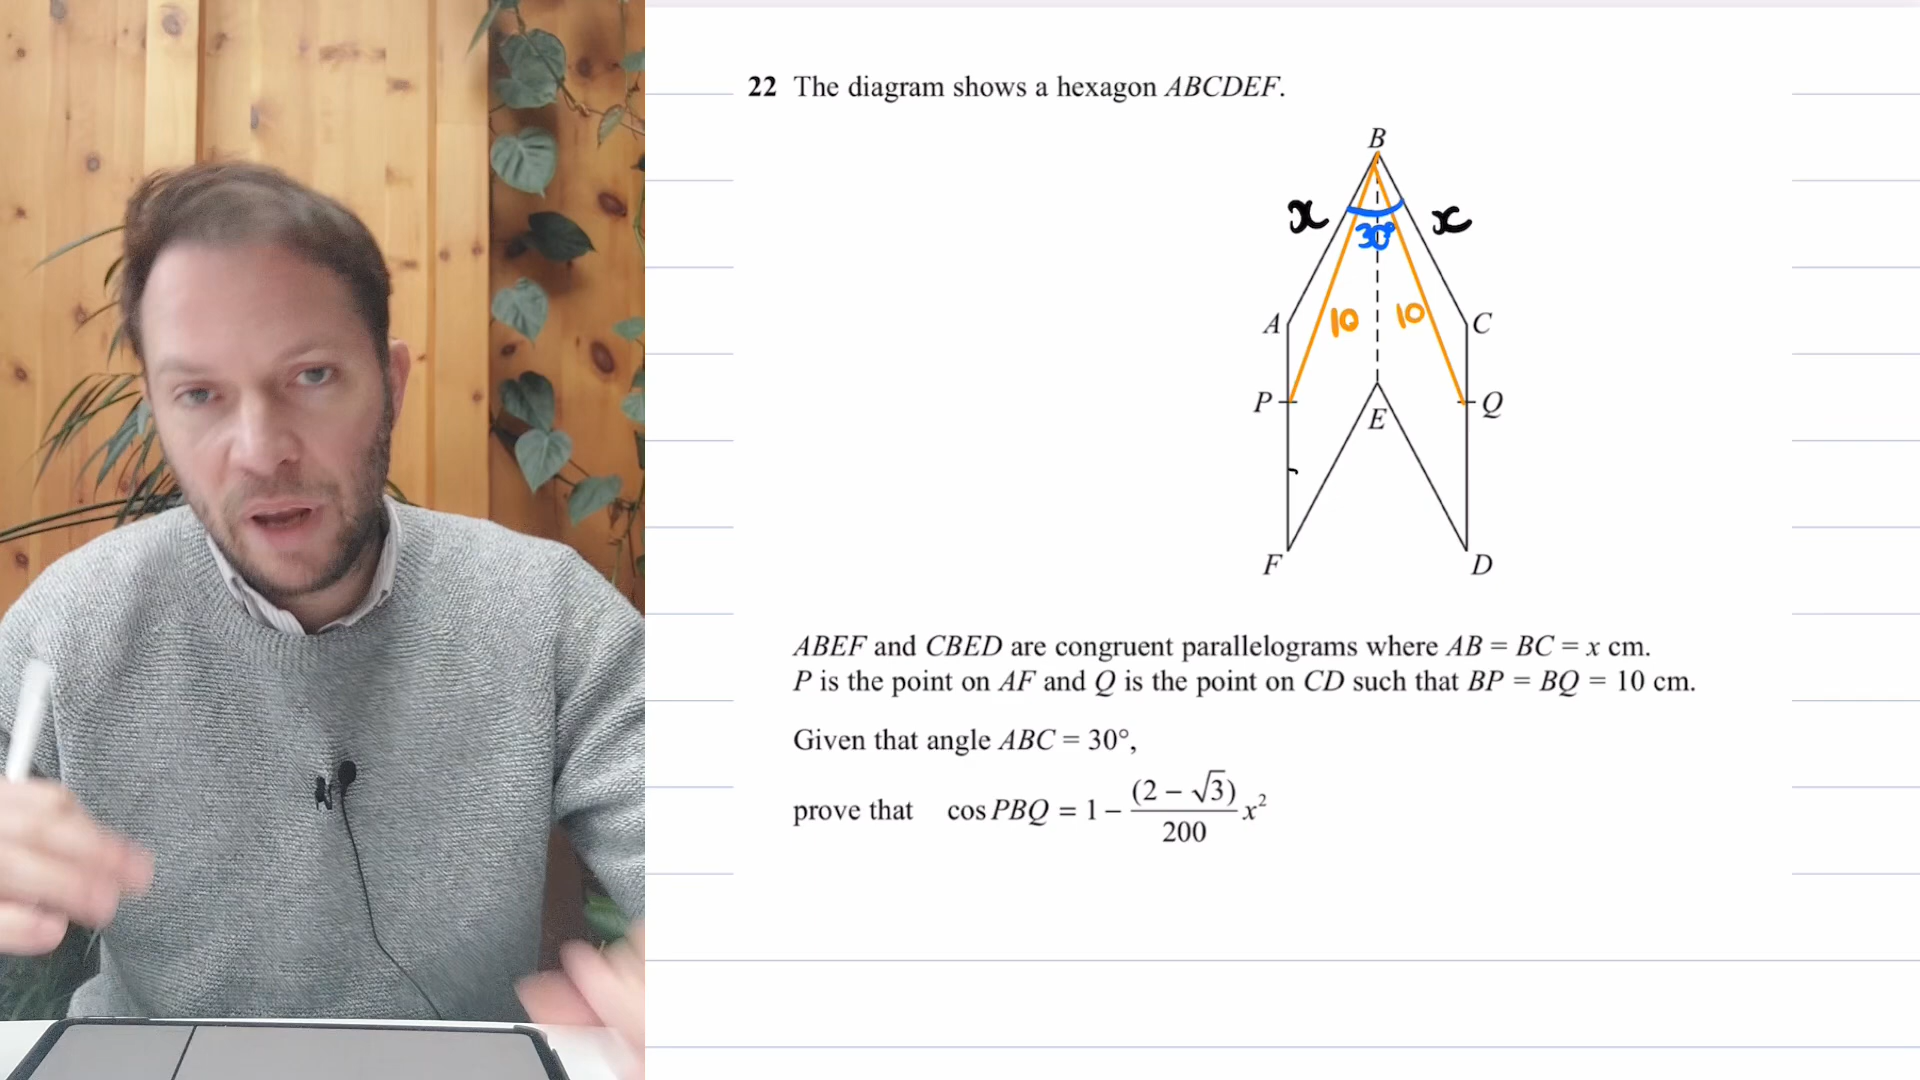 22 The diagram shows a hexagon ABCDEF.
B
x
x
30°
A
10
10
C
P
E
Q
F
D
ABEF and CBED are congruent parallelograms where AB = BC = x cm.
P is the point on AF and Q is the point on CD such that BP = BQ = 10 cm.
Given that angle ABC = 30°,
prove that cos PBQ = 1 − (2 − √3)/200 x²